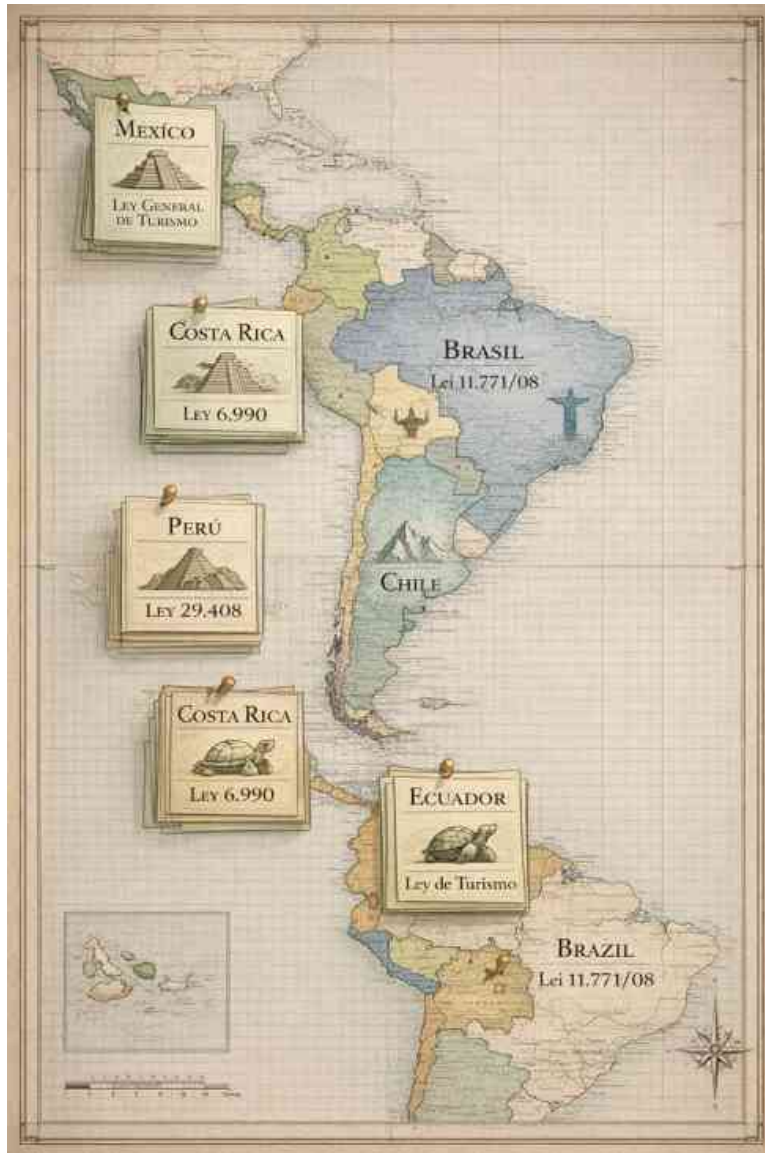 MEXÍCO
LEY GENERAL
DE TURISMO
COSTA RICA
LEY 6.990
BRASIL
Lei 11.771/08
PERÚ
LEY 29.408
CHILE
COSTA RICA
LEY 6.990
ECUADOR
Ley de Turismo
BRAZIL
Lei 11.771/08